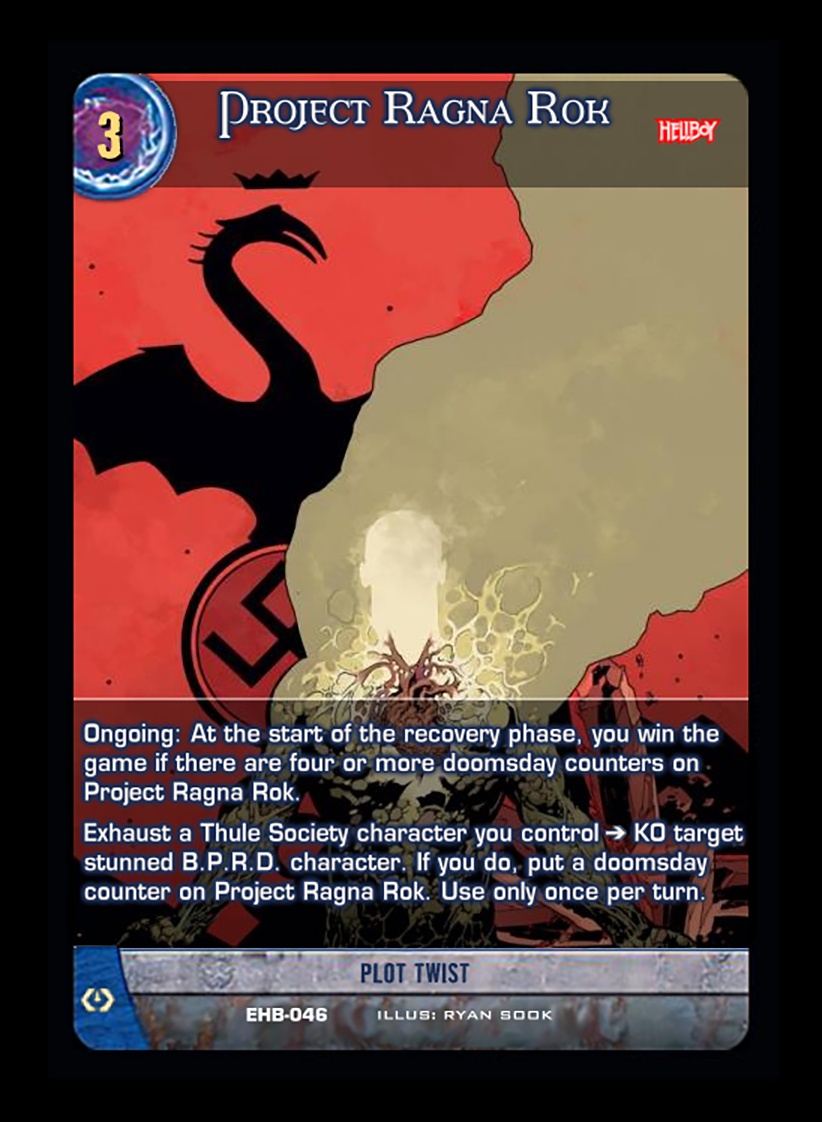 3
Project Ragna Rok
HELLBOY
Ongoing: At the start of the recovery phase, you win the
game if there are four or more doomsday counters on
Project Ragna Rok.
Exhaust a Thule Society character you control ➔ KO target
stunned B.P.R.D. character. If you do, put a doomsday
counter on Project Ragna Rok. Use only once per turn.
PLOT TWIST
EHB-046 ILLUS: RYAN SOOK